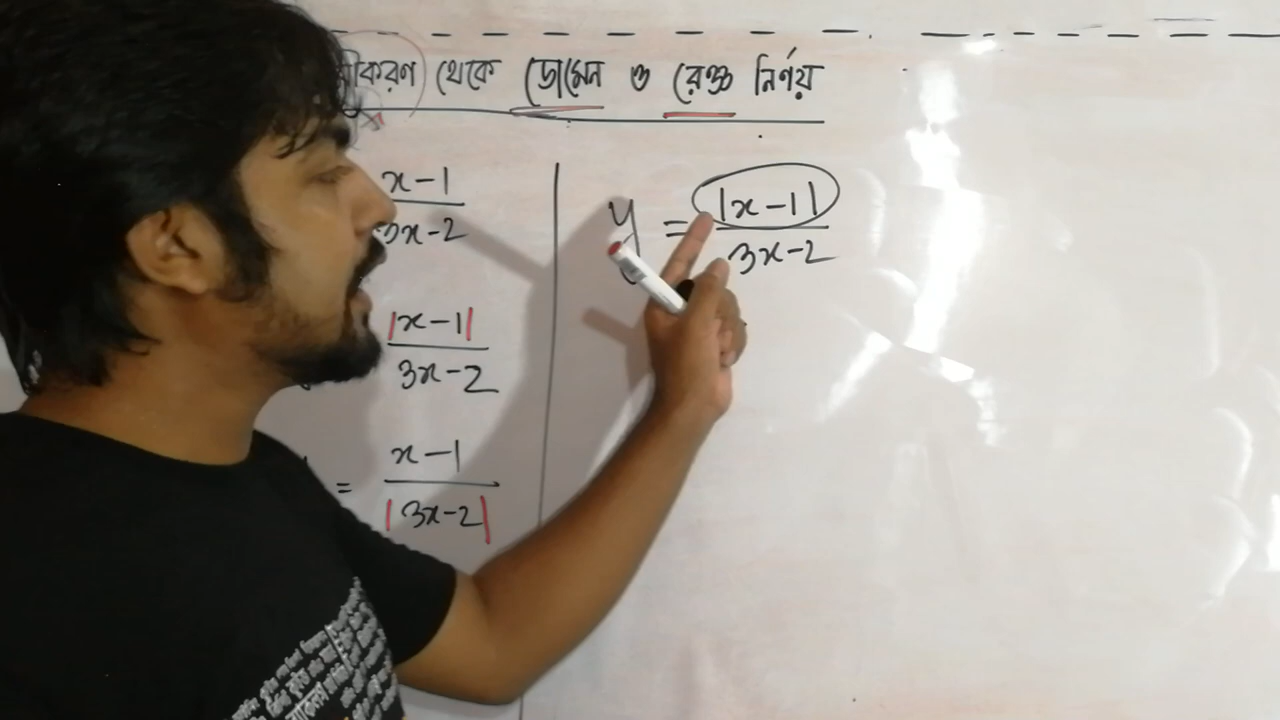 থেকে ডোমেন ও রেঞ্জ নির্ণয়
x-1
3x-2
|x-1|
3x-2
x-1
=
|3x-2|
y = |x-1|
3x-2